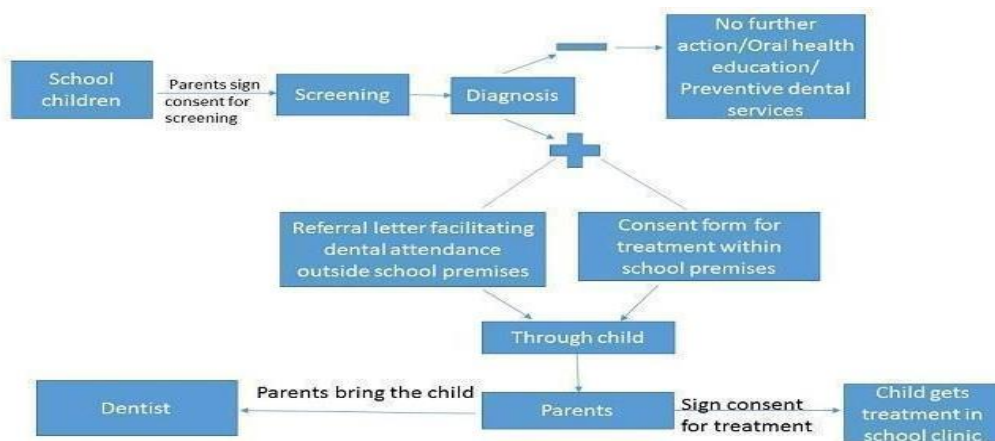 School
children
Parents sign
consent for
screening
Screening
Diagnosis
No further
action/Oral health
education/
Preventive dental
services
Referral letter facilitating
dental attendance
outside school premises
Consent form for
treatment within
school premises
Through child
Dentist
Parents bring the child
Parents
Sign consent
for treatment
Child gets
treatment in
school clinic